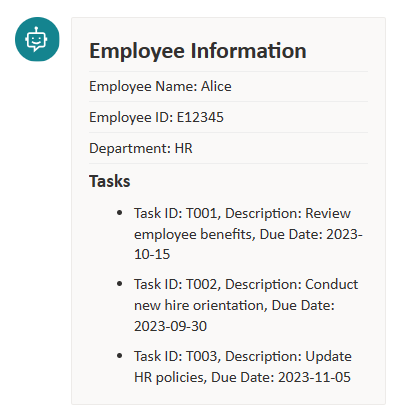 Employee Information
Employee Name: Alice
Employee ID: E12345
Department: HR
Tasks
• Task ID: T001, Description: Review
employee benefits, Due Date: 2023-
10-15
• Task ID: T002, Description: Conduct
new hire orientation, Due Date:
2023-09-30
• Task ID: T003, Description: Update
HR policies, Due Date: 2023-11-05